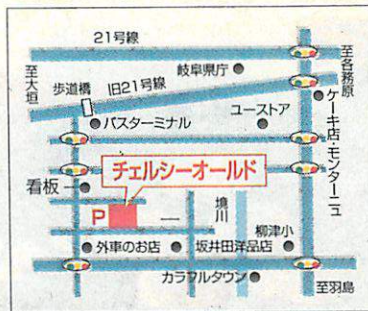 21号線
至大垣
岐阜県庁
至各務原
歩道橋
旧21号線
バスターミナル
ユーストア
ケーキ店・モンターニュ
チェルシーオールド
看板
P
境川
柳津小
外車のお店
坂井田洋品店
カラフルタウン
至羽島